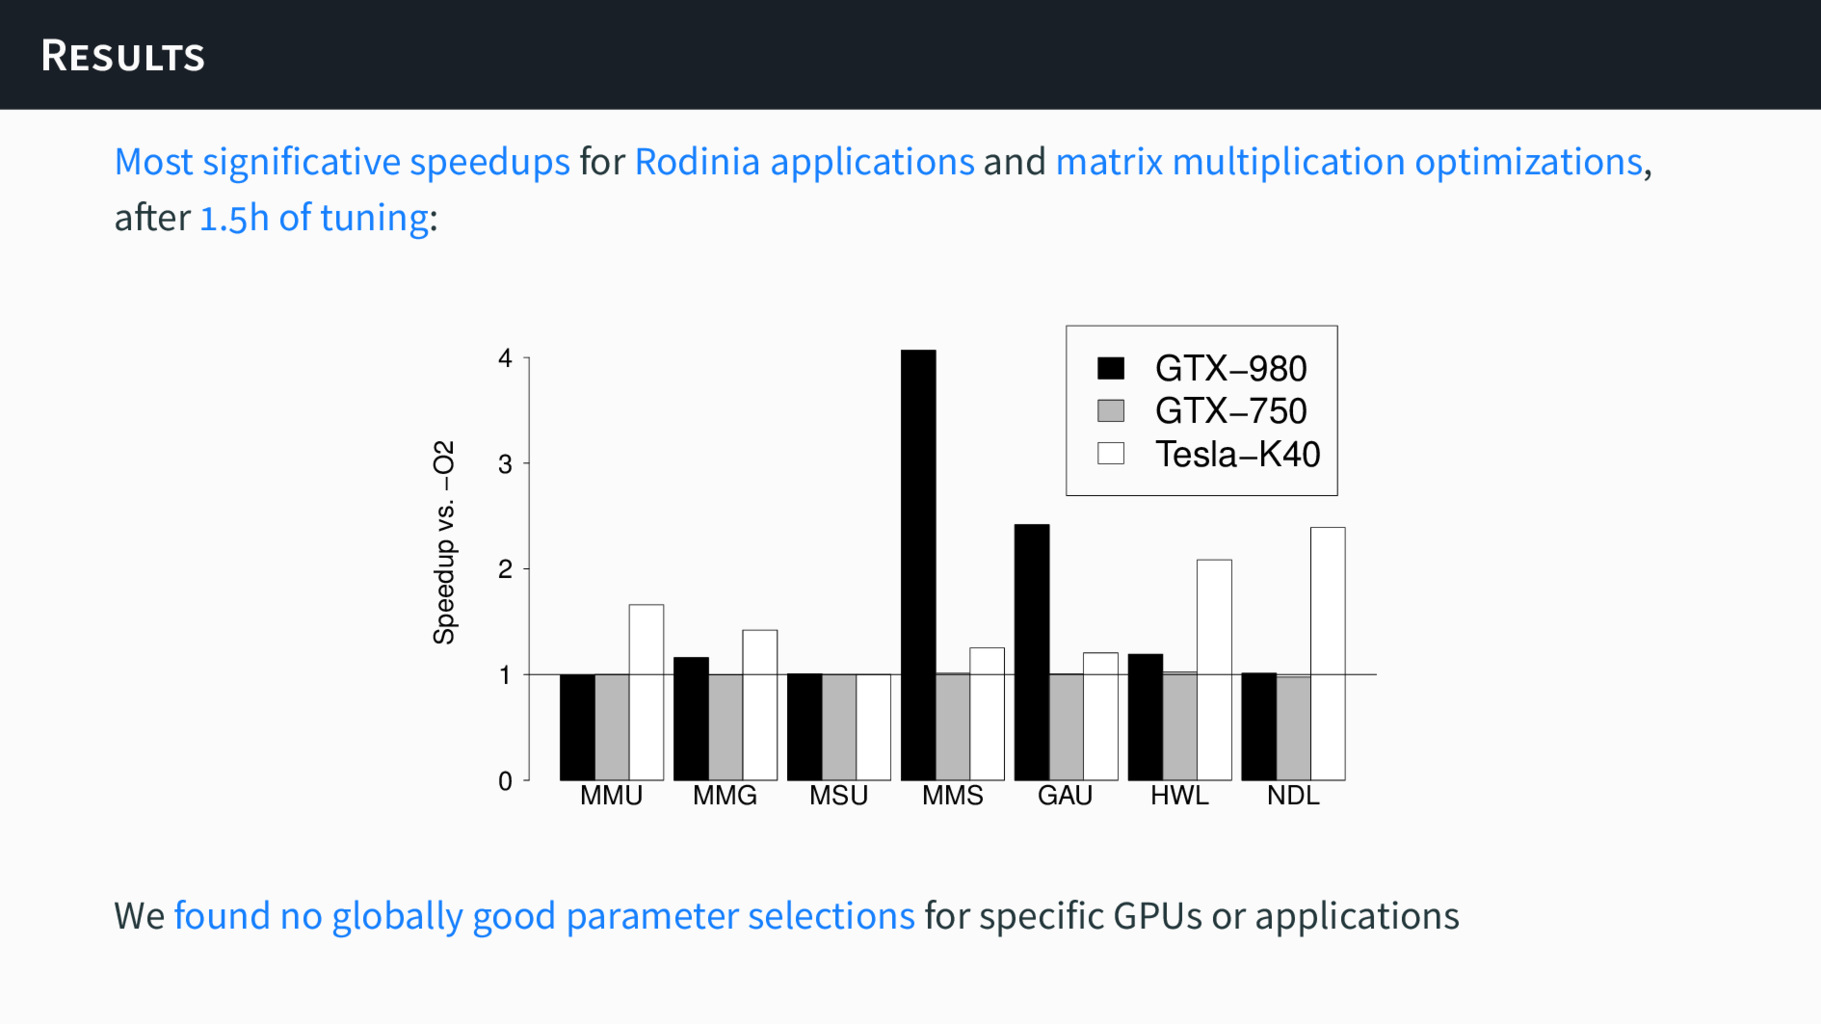 Results
Most significative speedups for Rodinia applications and matrix multiplication optimizations,
after 1.5h of tuning:
GTX−980
GTX−750
Tesla−K40
Speedup vs. −O2
4
3
2
1
0
MMU MMG MSU MMS GAU HWL NDL
We found no globally good parameter selections for specific GPUs or applications